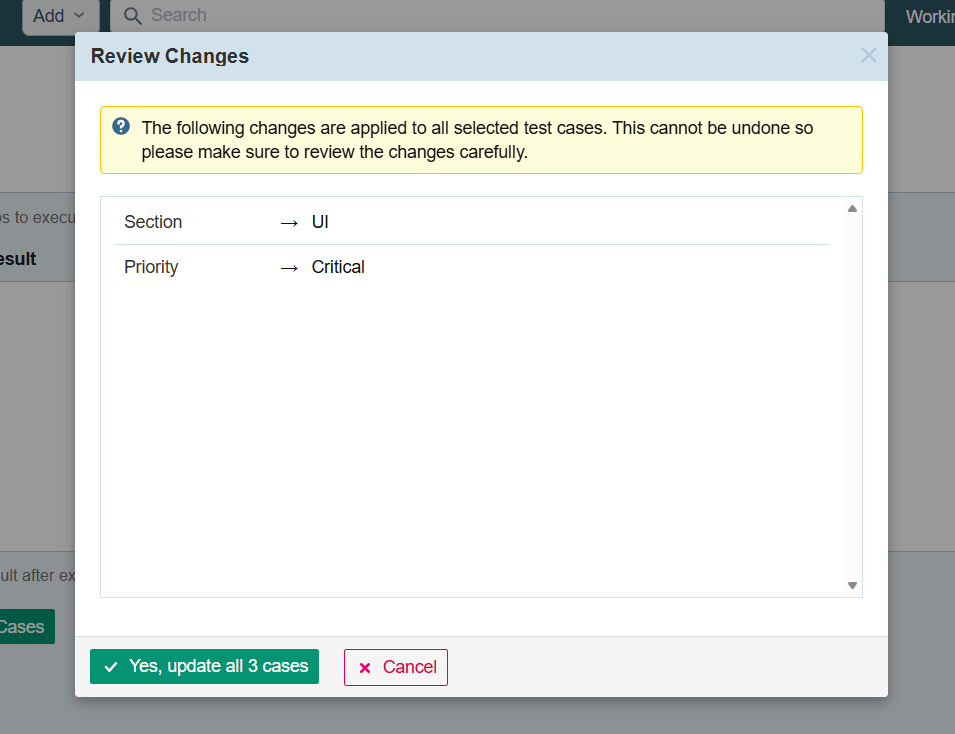 Add
Search
Workin
Review Changes
The following changes are applied to all selected test cases. This cannot be undone so
please make sure to review the changes carefully.
os to execu
esult
Section → UI
Priority → Critical
ult after ex
Cases
Yes, update all 3 cases
Cancel